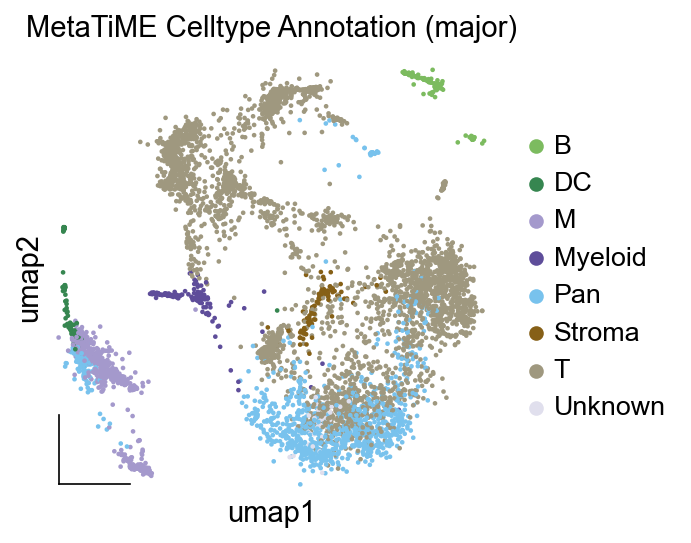 MetaTiME Celltype Annotation (major)
B
DC
M
Myeloid
Pan
Stroma
T
Unknown
umap2
umap1